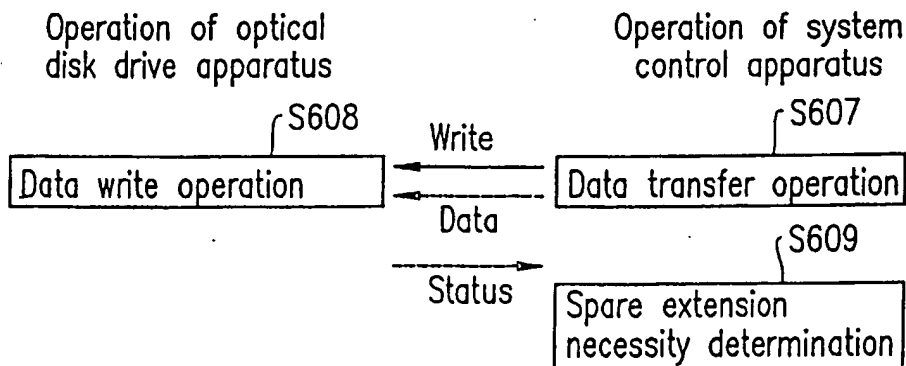 Operation of optical
disk drive apparatus
Operation of system
control apparatus
S608
S607
Write
Data write operation
Data transfer operation
Data
S609
Status
Spare extension
necessity determination